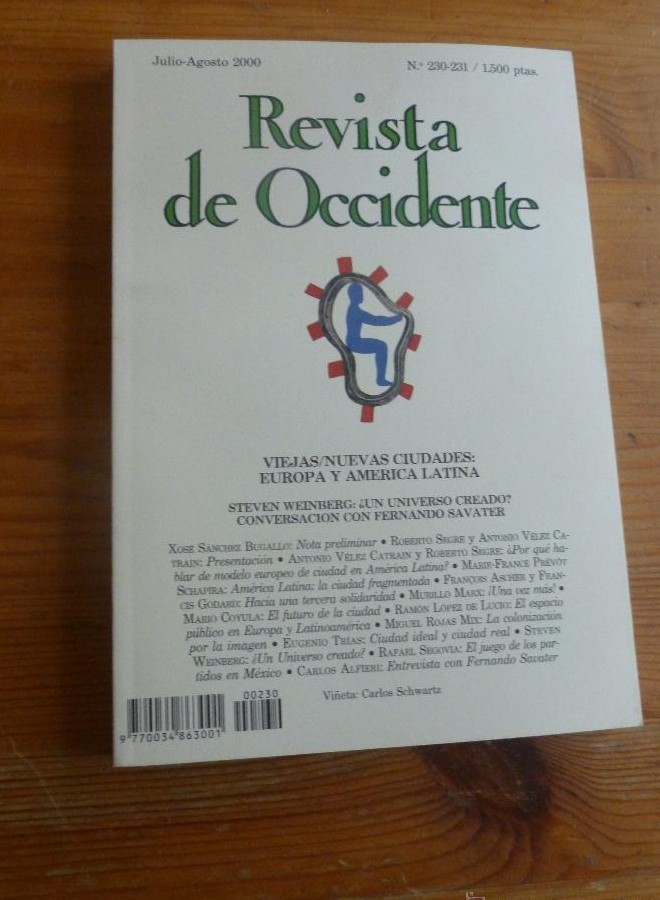 Julio-Agosto 2000
N.º 230-231 / 1.500 ptas.
Revista
de Occidente
VIEJAS/NUEVAS CIUDADES:
EUROPA Y AMERICA LATINA
STEVEN WEINBERG: ¿UN UNIVERSO CREADO?
CONVERSACION CON FERNANDO SAVATER
XOSE SÁNCHEZ BUGALLO: Nota preliminar • ROBERTO SEGRE y ANTONIO VÉLEZ CA-
TRAIN: Presentación • ANTONIO VÉLEZ CATRAIN y ROBERTO SEGRE: ¿Por qué ha-
blar de modelo europeo de ciudad en América Latina? • MARIE-FRANCE PRÉVOT
SCHAPIRA: América Latina: la ciudad fragmentada • FRANÇOIS ASCHER y FRAN-
CIS GODARD: Hacia una tercera solidaridad • MURILLO MARX: ¡Una vez más! •
MARIO COYULA: El futuro de la ciudad • RAMÓN LÓPEZ DE LUCIO: El espacio
público en Europa y Latinoamérica • MIGUEL ROJAS MIX: La colonización
por la imagen • EUGENIO TRÍAS: Ciudad ideal y ciudad real • STEVEN
WEINBERG: ¿Un Universo creado? • RAFAEL SEGOVIA: El juego de los par-
tidos en México • CARLOS ALFIERI: Entrevista con Fernando Savater
Viñeta: Carlos Schwartz
00230
9 770034 863001